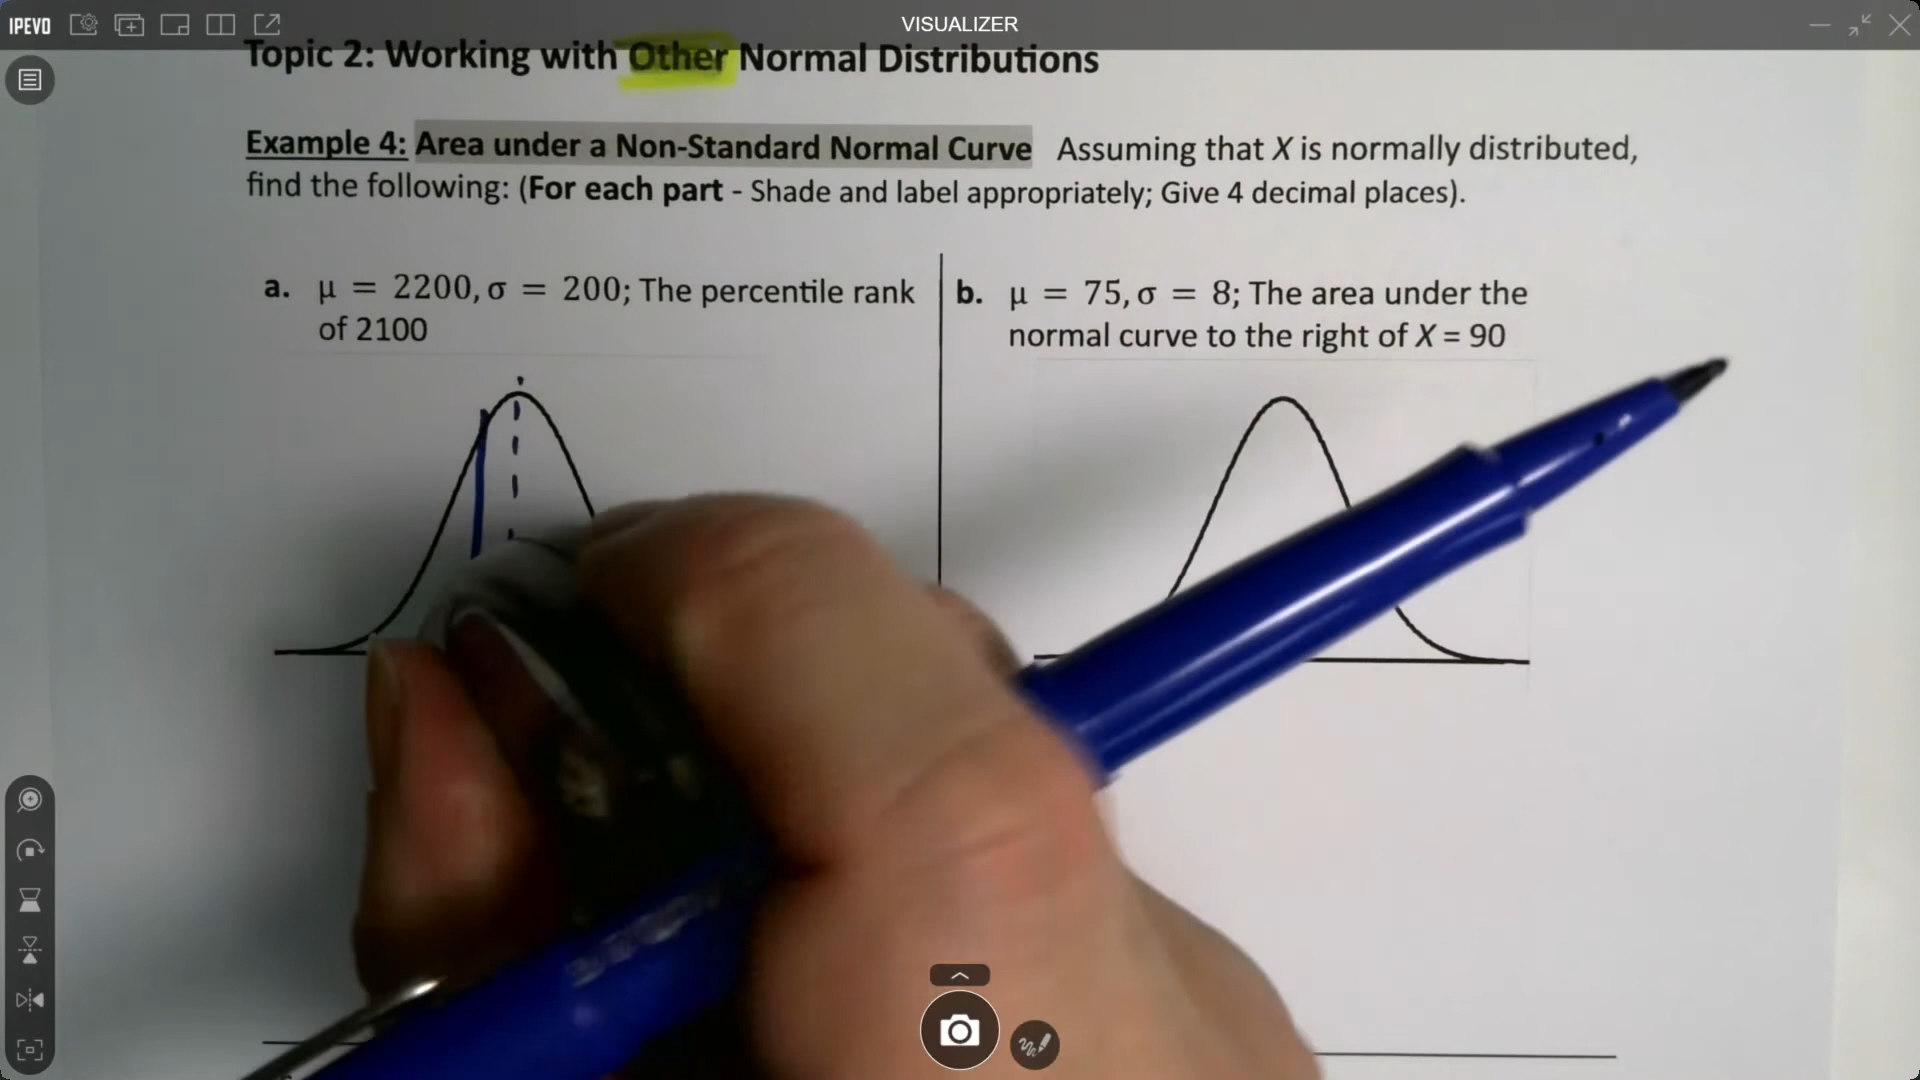 IPEVO
VISUALIZER
Topic 2: Working with Other Normal Distributions
Example 4: Area under a Non-Standard Normal Curve Assuming that X is normally distributed,
find the following: (For each part - Shade and label appropriately; Give 4 decimal places).
a. μ = 2200, σ = 200; The percentile rank
of 2100
b. μ = 75, σ = 8; The area under the
normal curve to the right of X = 90